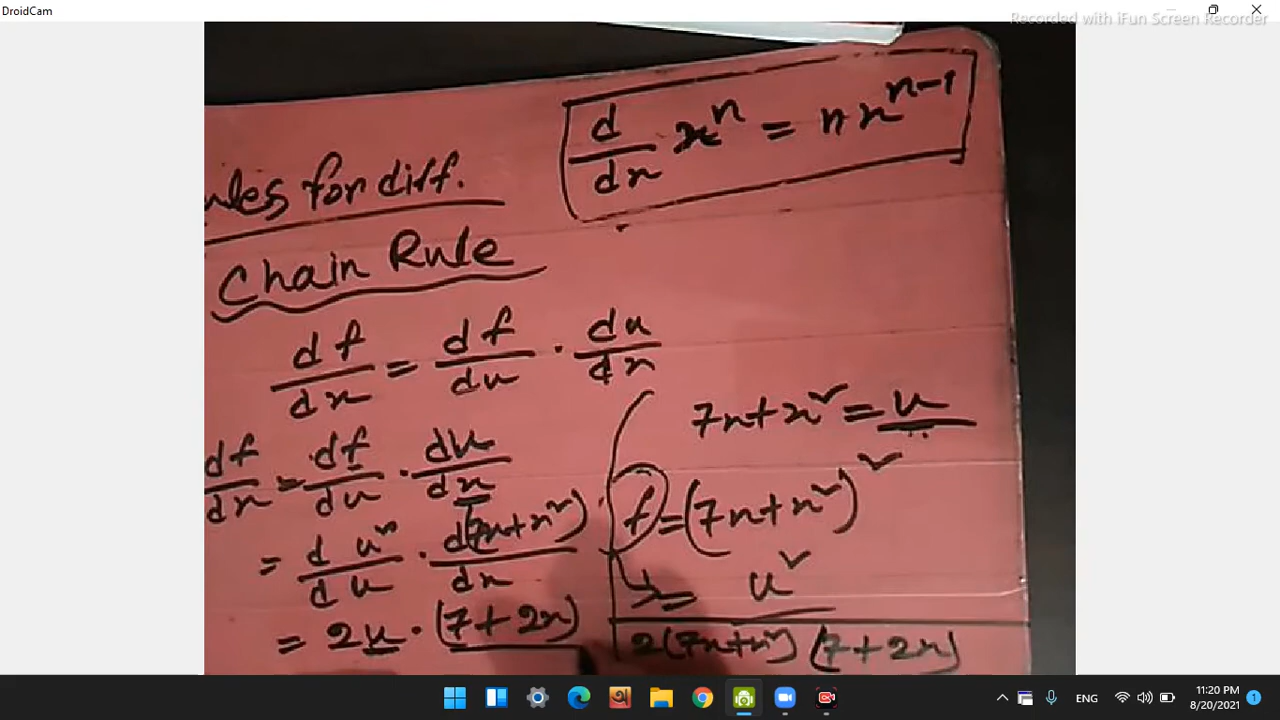 DroidCam
Recorded with iFun Screen Recorder
d/dx x^n = n x^(n-1)
ules for diff.
Chain Rule
df/dx = df/du · du/dx
7x+x² = u
df/dx = df/du · du/dx
f = (7x+x²)²
= d u²/du · d(7x+x²)/dx
= u²
= 2u · (7+2x)
2(7x+x²) (7+2x)
ENG
11:20 PM
8/20/2021
1